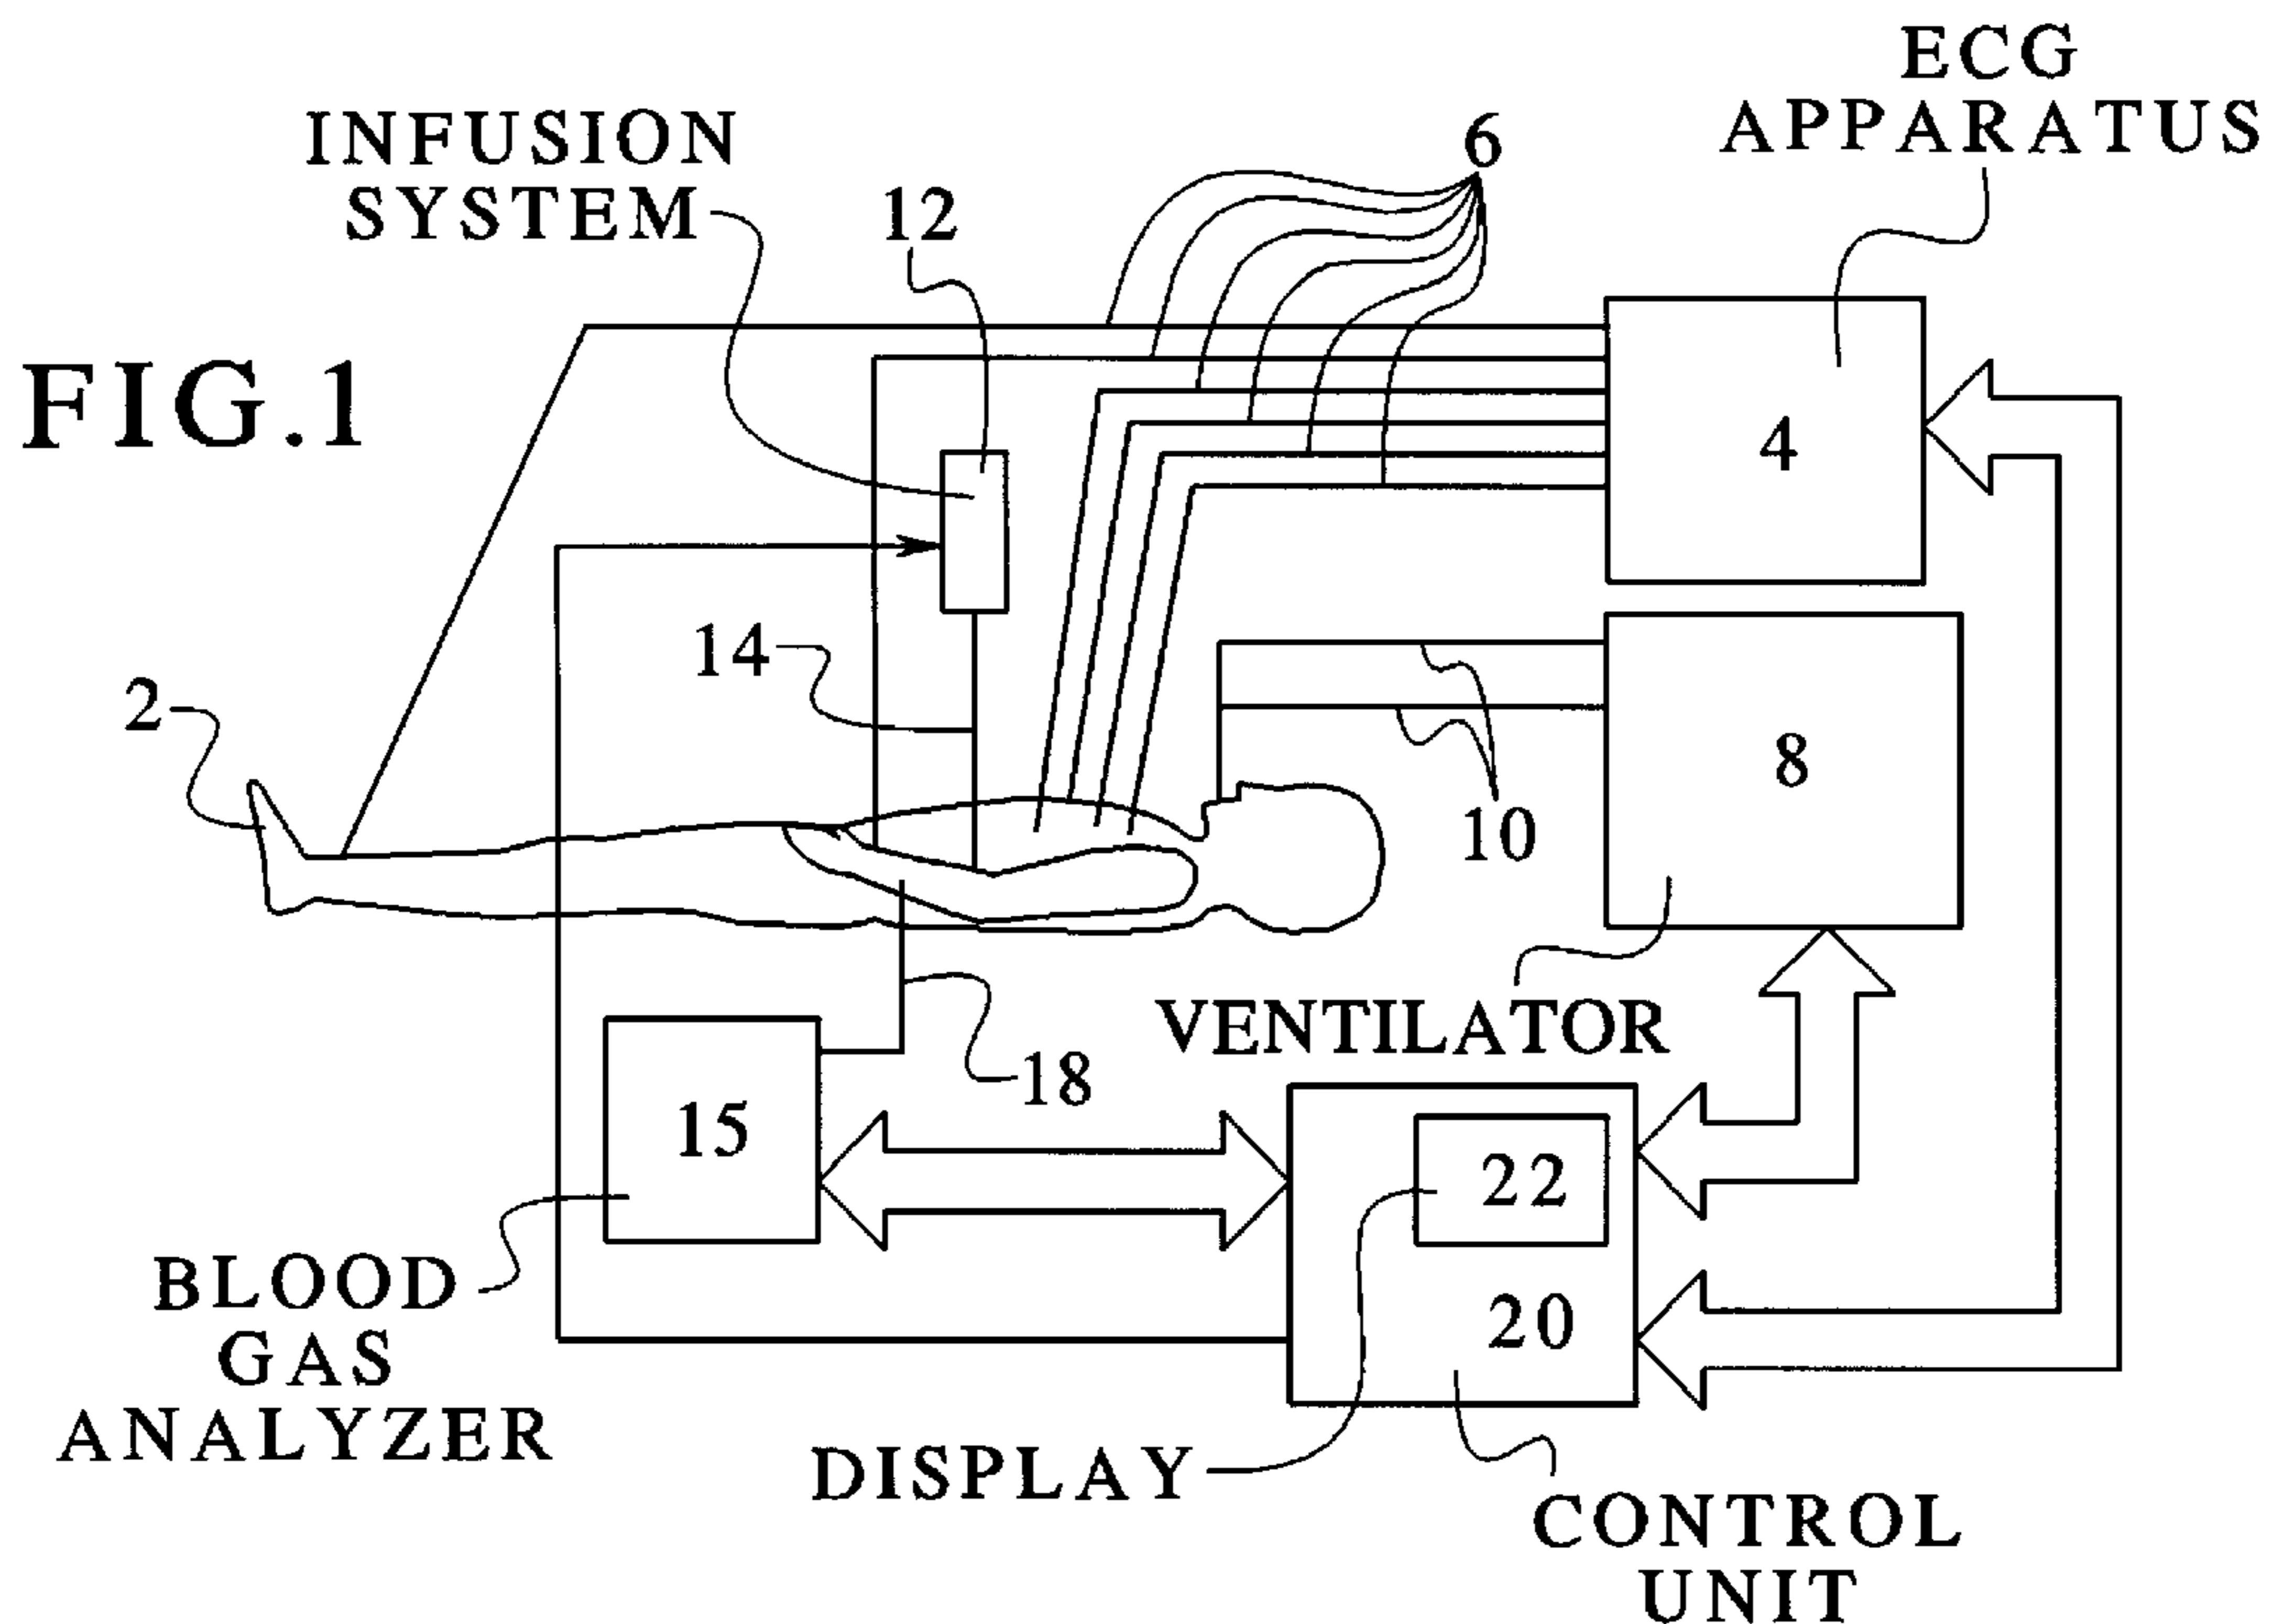 ECG
APPARATUS
INFUSION
SYSTEM
6
12
FIG.1
4
14
2
8
10
VENTILATOR
18
15
22
BLOOD
GAS
ANALYZER
20
DISPLAY
CONTROL
UNIT